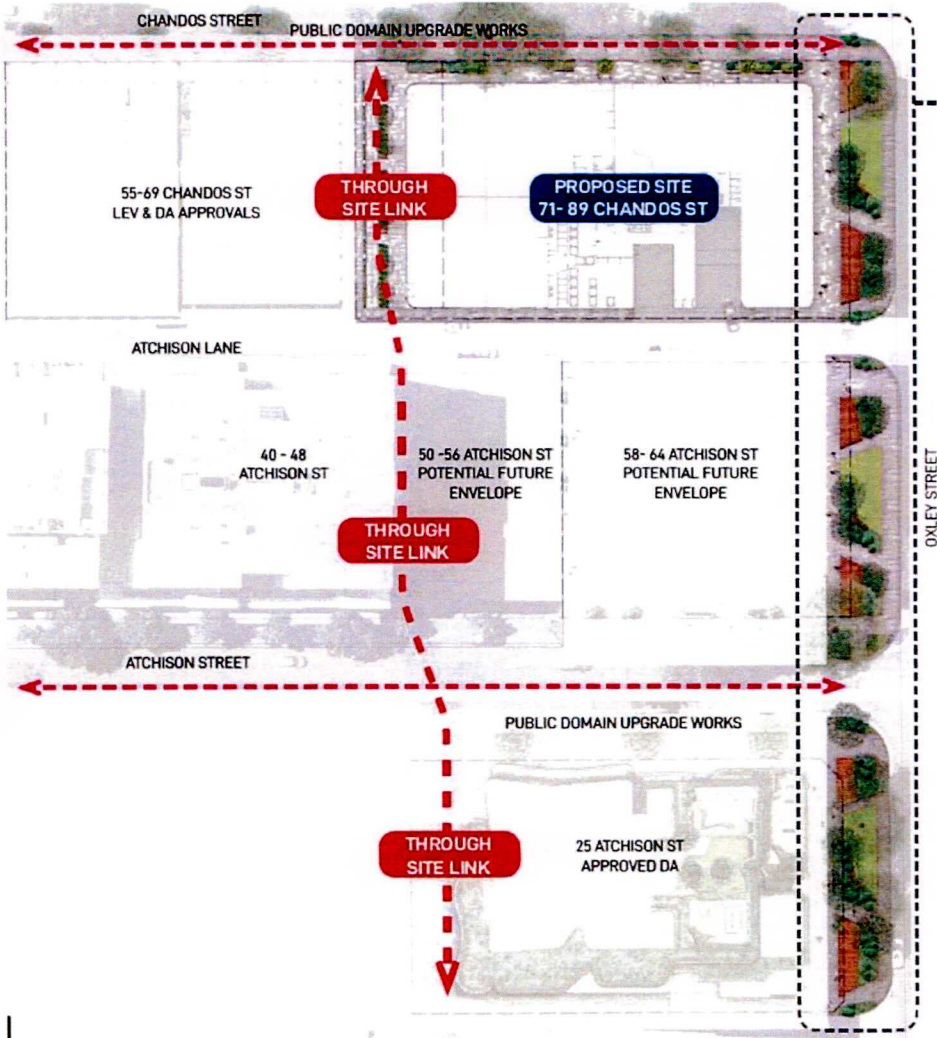 CHANDOS STREET
PUBLIC DOMAIN UPGRADE WORKS
55-69 CHANDOS ST
LEV & DA APPROVALS
THROUGH
SITE LINK
PROPOSED SITE
71- 89 CHANDOS ST
ATCHISON LANE
40 - 48
ATCHISON ST
50 -56 ATCHISON ST
POTENTIAL FUTURE
ENVELOPE
58- 64 ATCHISON ST
POTENTIAL FUTURE
ENVELOPE
OXLEY STREET
THROUGH
SITE LINK
ATCHISON STREET
PUBLIC DOMAIN UPGRADE WORKS
THROUGH
SITE LINK
25 ATCHISON ST
APPROVED DA